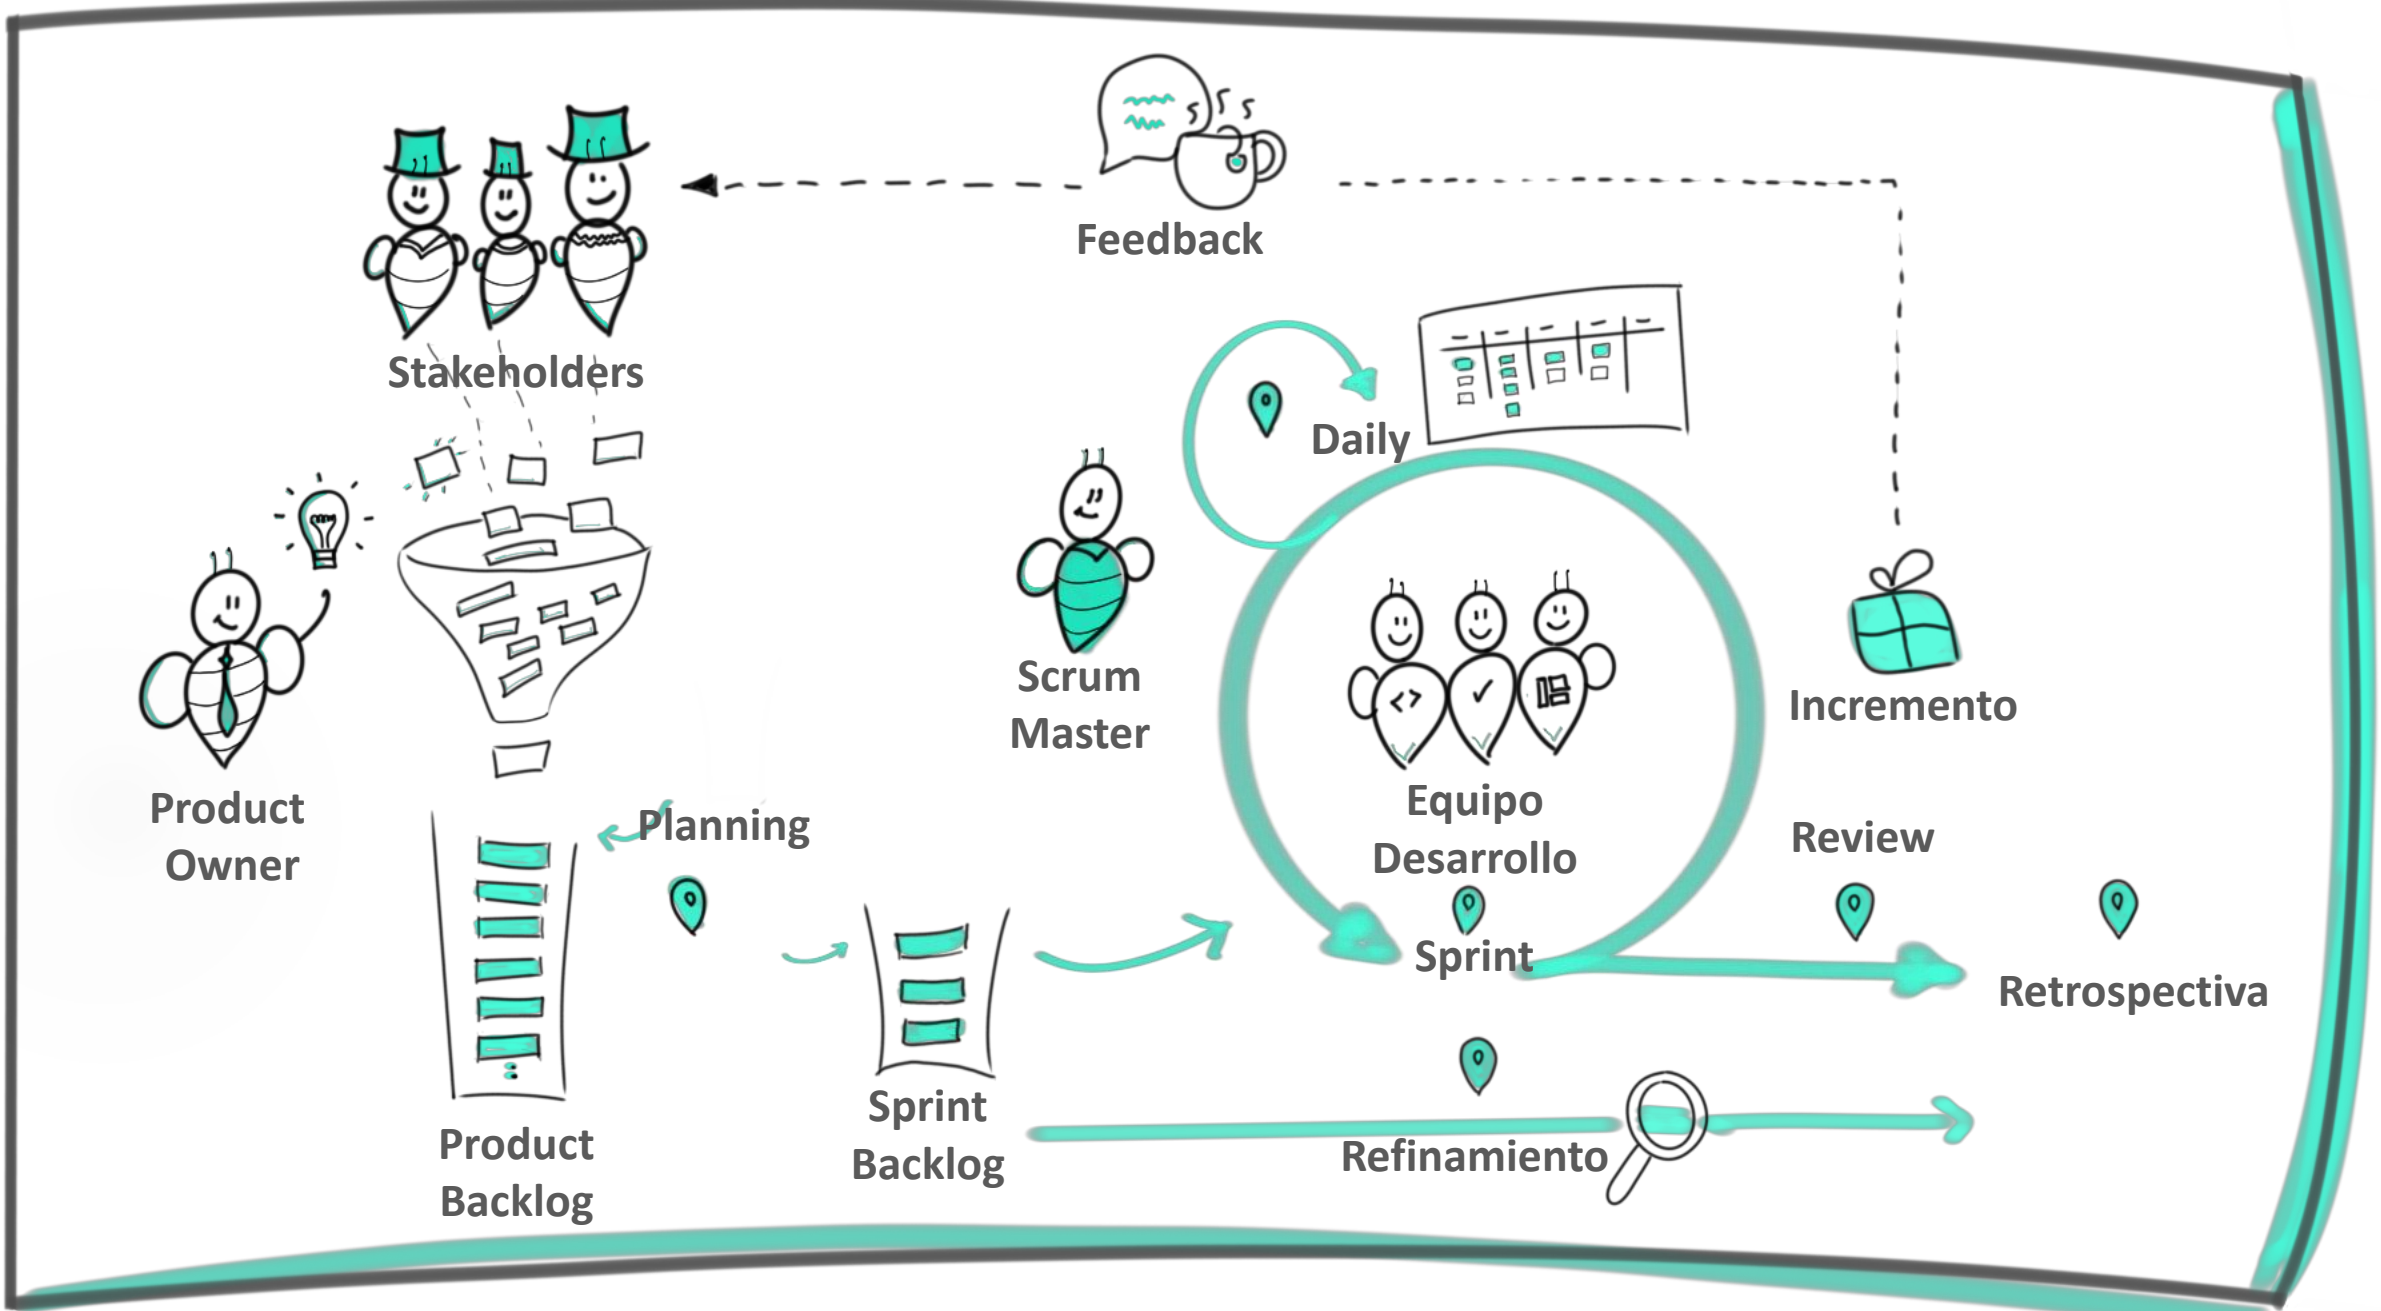 Feedback
Stakeholders
Daily
Scrum
Master
Incremento
Product
Owner
Planning
Equipo
Desarrollo
Review
Sprint
Retrospectiva
Sprint
Backlog
Product
Backlog
Refinamiento